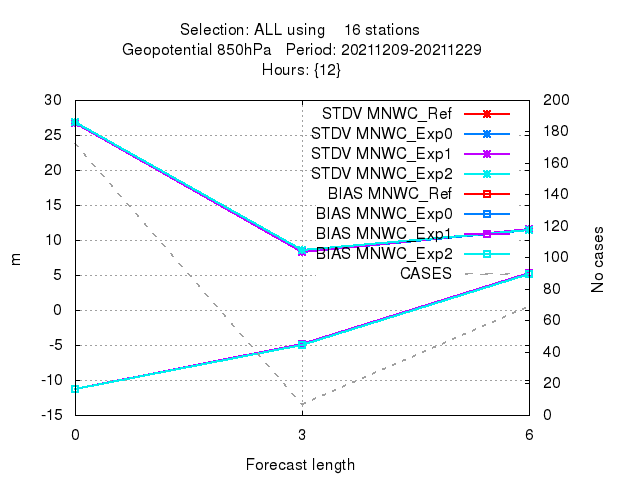 Selection: ALL using 16 stations
Geopotential 850hPa Period: 20211209-20211229
Hours: {12}
STDV MNWC_Ref
STDV MNWC_Exp0
STDV MNWC_Exp1
STDV MNWC_Exp2
BIAS MNWC_Ref
BIAS MNWC_Exp0
BIAS MNWC_Exp1
BIAS MNWC_Exp2
CASES
30
25
20
15
10
5
0
-5
-10
-15
m
200
180
160
140
120
100
80
60
40
20
0
No cases
0 3 6
Forecast length